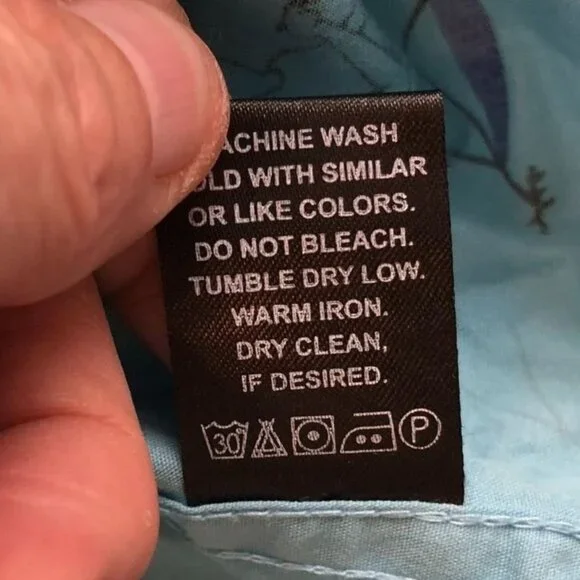 ACHINE WASH
OLD WITH SIMILAR
OR LIKE COLORS.
DO NOT BLEACH.
TUMBLE DRY LOW.
WARM IRON.
DRY CLEAN,
IF DESIRED.
30° P